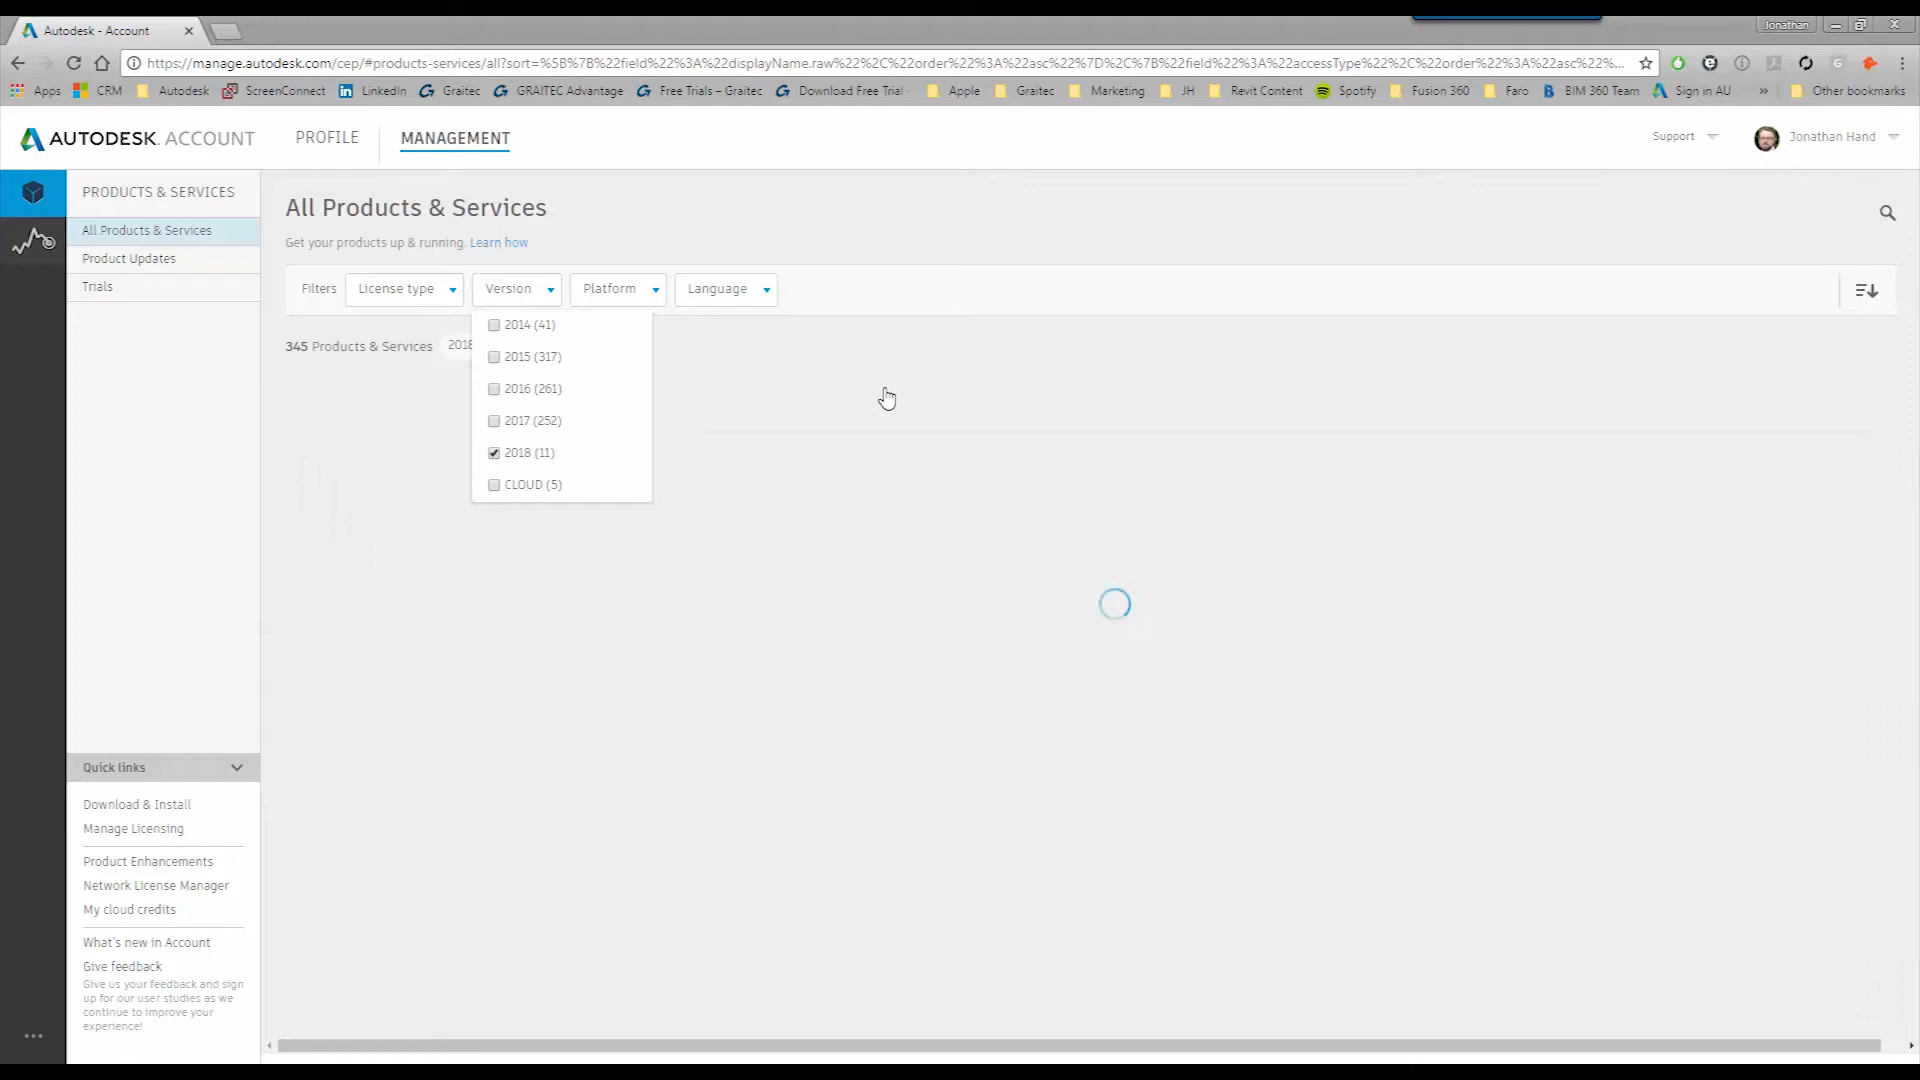 Autodesk - Account
Jonathan
https://manage.autodesk.com/cep/#products-services/all?sort=%5B%7B%22field%22%3A%22displayName.raw%22%2C%22order%22%3A%22asc%22%7D%2C%7B%22field%22%3A%22accessType%22%2C%22order%22%3A%22asc%22%...
Apps CRM Autodesk ScreenConnect LinkedIn Graitec GRAITEC Advantage Free Trials – Graitec Download Free Trial Apple Graitec Marketing JH Revit Content Spotify Fusion 360 Faro BIM 360 Team Sign in AU » Other bookmarks
AUTODESK. ACCOUNT PROFILE MANAGEMENT Support Jonathan Hand
PRODUCTS & SERVICES
All Products & Services
Product Updates
Trials
All Products & Services
Get your products up & running. Learn how
Filters License type Version Platform Language
345 Products & Services 2018
2014 (41)
2015 (317)
2016 (261)
2017 (252)
2018 (11)
CLOUD (5)
Quick links
Download & Install
Manage Licensing
Product Enhancements
Network License Manager
My cloud credits
What's new in Account
Give feedback
Give us your feedback and sign
up for our user studies as we
continue to improve your
experience!